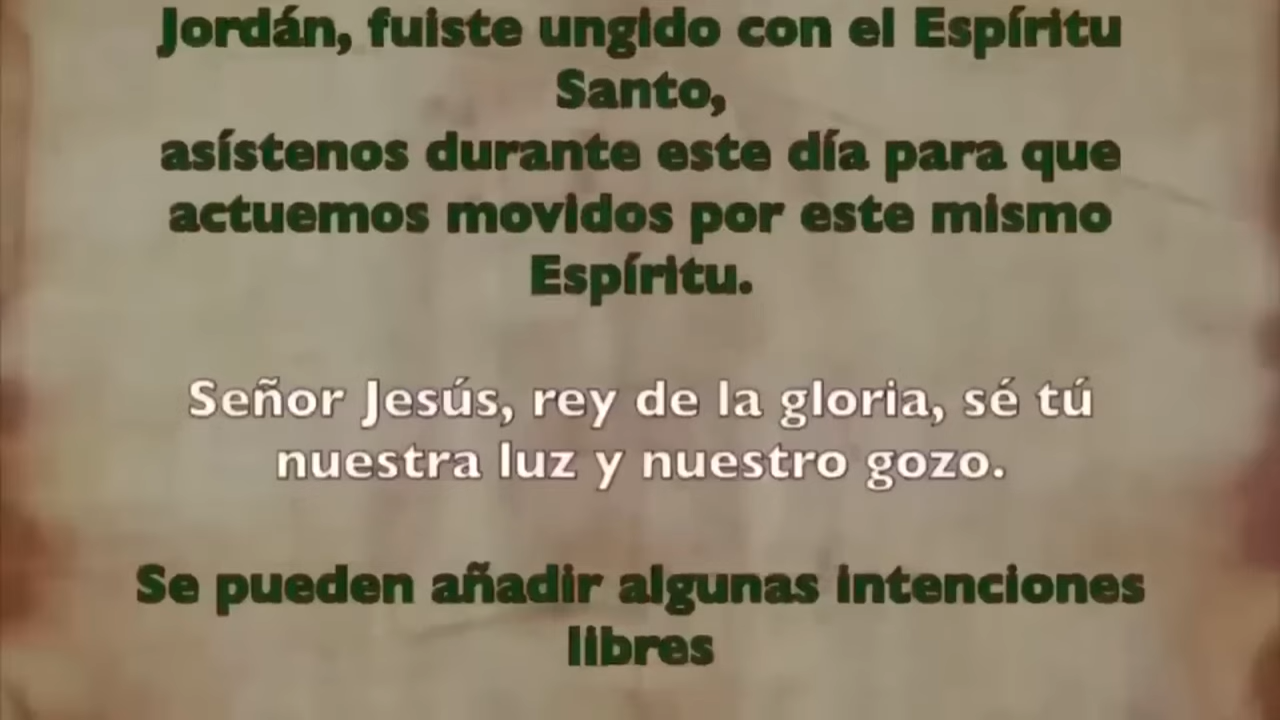 Jordán, fuiste ungido con el Espíritu
Santo,
asístenos durante este día para que
actuemos movidos por este mismo
Espíritu.
Señor Jesús, rey de la gloria, sé tú
nuestra luz y nuestro gozo.
Se pueden añadir algunas intenciones
libres